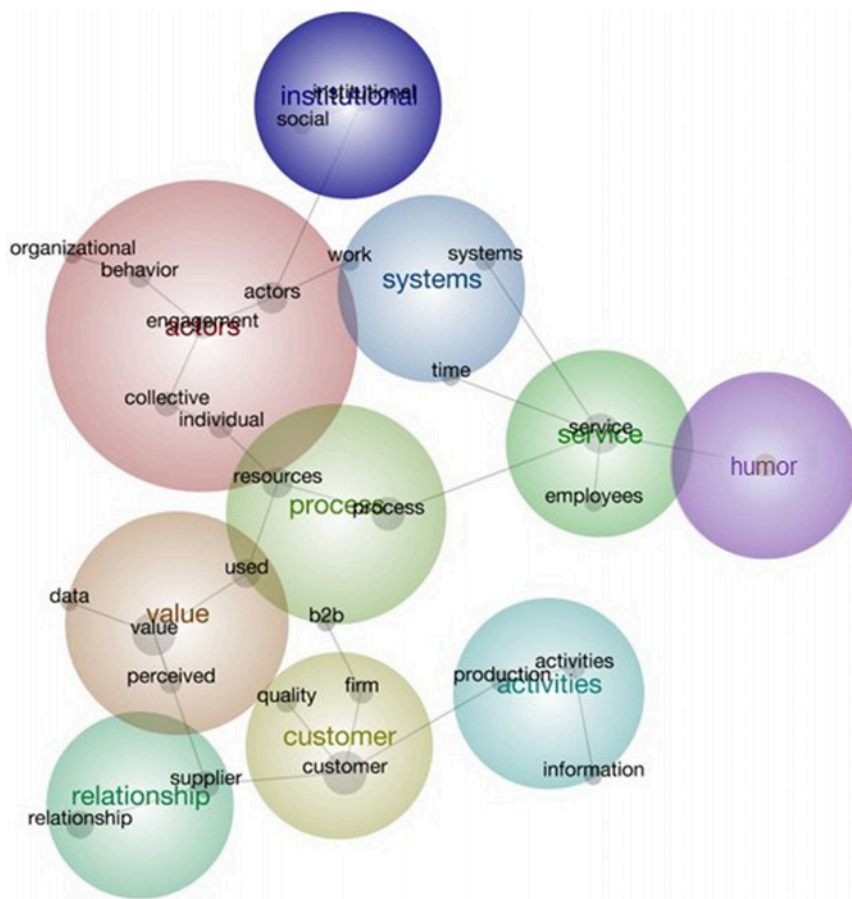 institutional
institutional
social
organizational
behavior
actors
work
systems
systems
engagement
actors
time
collective
individual
service
service
humor
resources
employees
process
process
used
data
b2b
value
value
perceived
quality
firm
production
activities
activities
customer
customer
information
supplier
relationship
relationship